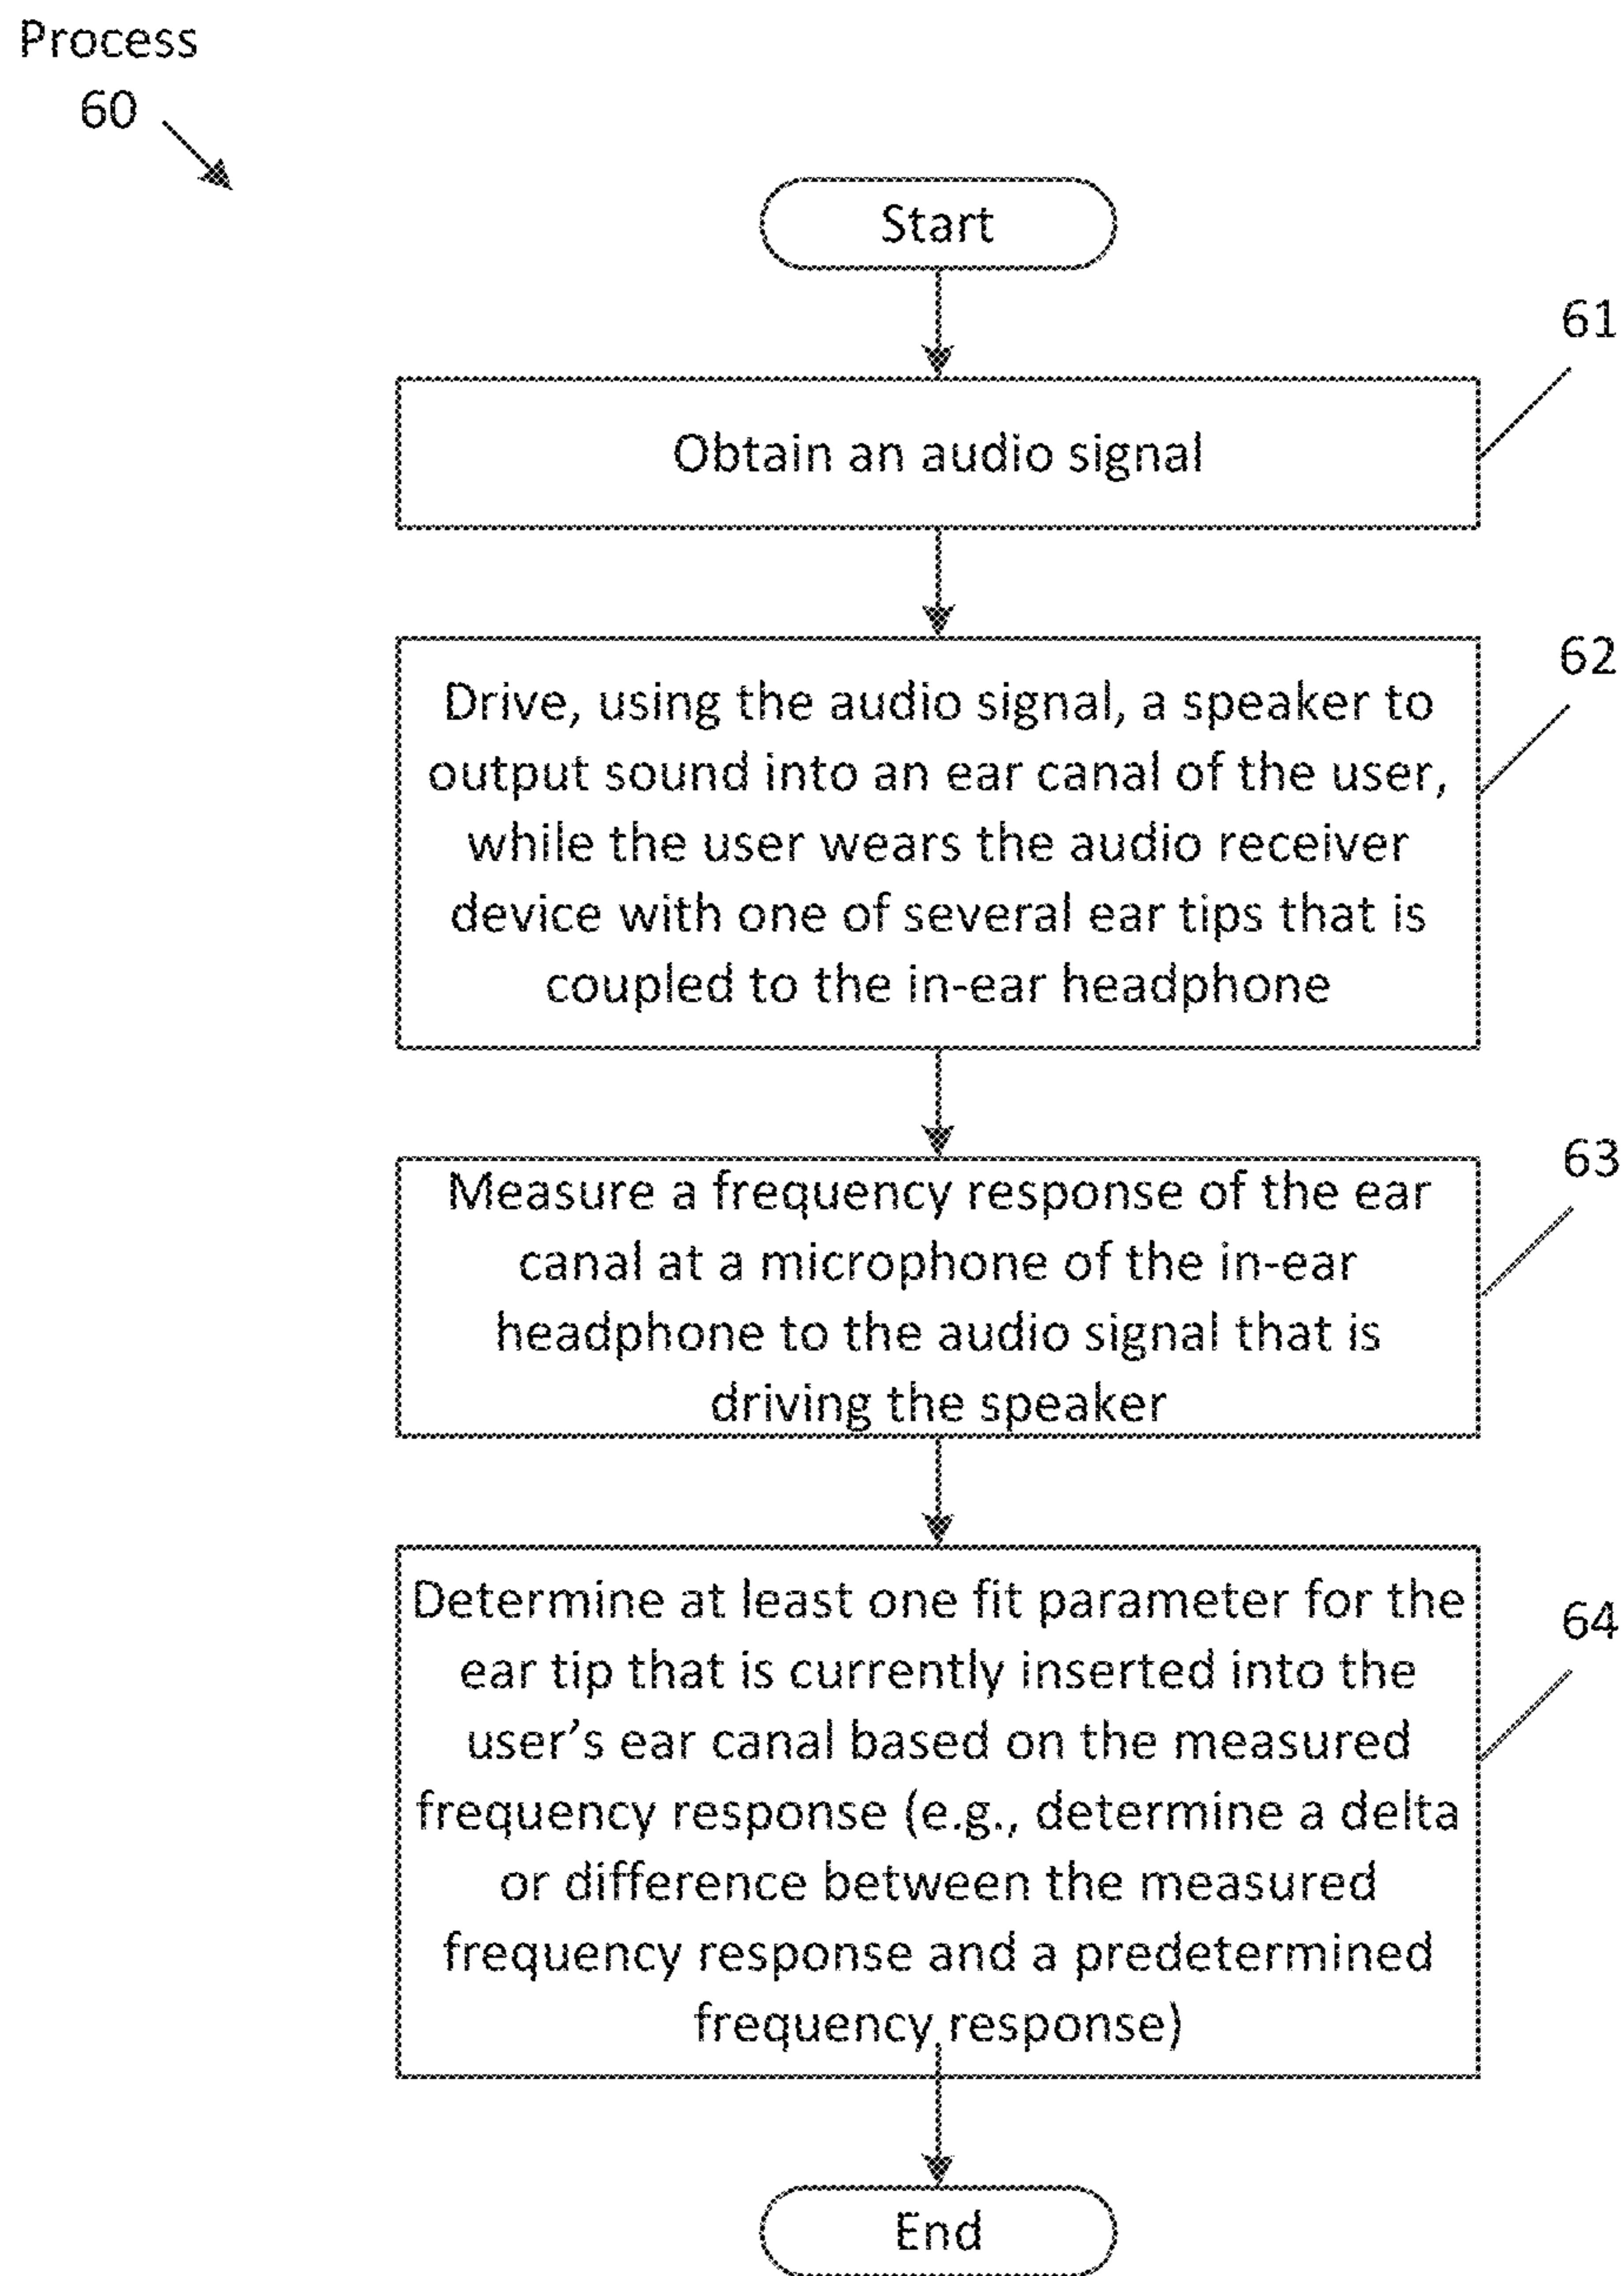 Process
60
Start
61
Obtain an audio signal
62
Drive, using the audio signal, a speaker to
output sound into an ear canal of the user,
while the user wears the audio receiver
device with one of several ear tips that is
coupled to the in-ear headphone
63
Measure a frequency response of the ear
canal at a microphone of the in-ear
headphone to the audio signal that is
driving the speaker
64
Determine at least one fit parameter for the
ear tip that is currently inserted into the
user’s ear canal based on the measured
frequency response (e.g., determine a delta
or difference between the measured
frequency response and a predetermined
frequency response)
End